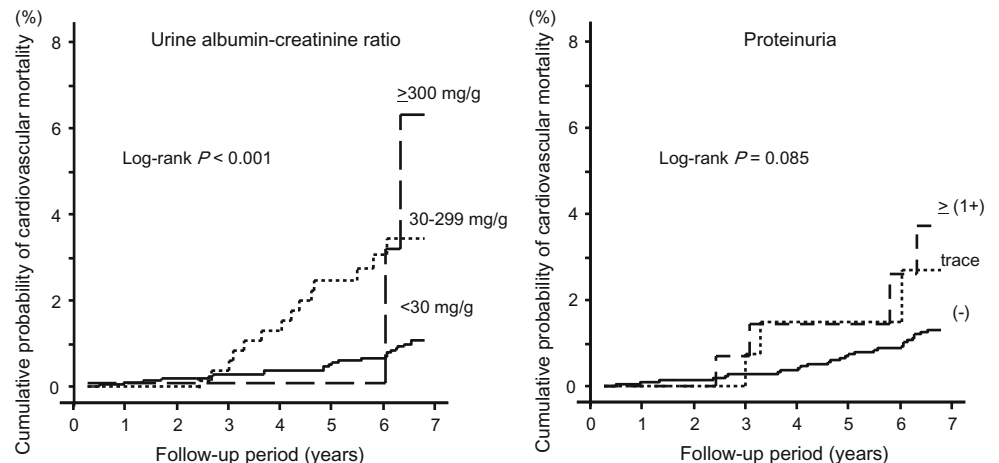 (%)
Urine albumin-creatinine ratio
Cumulative probability of cardiovascular mortality
8
6
4
2
0
≥300 mg/g
Log-rank P < 0.001
30-299 mg/g
<30 mg/g
0 1 2 3 4 5 6 7
Follow-up period (years)
(%)
Proteinuria
Cumulative probability of cardiovascular mortality
8
6
4
2
0
Log-rank P = 0.085
≥ (1+)
trace
(-)
0 1 2 3 4 5 6 7
Follow-up period (years)